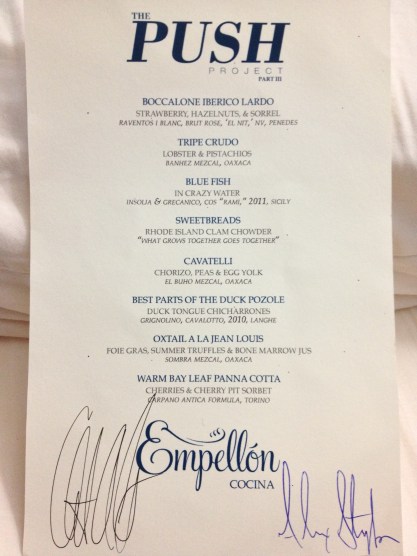 THE
PUSH
PROJECT
PART III
BOCCALONE IBERICO LARDO
STRAWBERRY, HAZELNUTS, & SORREL
RAVENTOS I BLANC, BRUT ROSE, "EL NIT," NV, PENEDES
TRIPE CRUDO
LOBSTER & PISTACHIOS
BANHEZ MEZCAL, OAXACA
BLUE FISH
IN CRAZY WATER
INSOLIA & GRECANICO, COS "RAMI," 2011, SICILY
SWEETBREADS
RHODE ISLAND CLAM CHOWDER
"WHAT GROWS TOGETHER GOES TOGETHER"
CAVATELLI
CHORIZO, PEAS & EGG YOLK
EL BUHO MEZCAL, OAXACA
BEST PARTS OF THE DUCK POZOLE
DUCK TONGUE CHICHARRONES
GRIGNOLINO, CAVALOTTO, 2010, LANGHE
OXTAIL A LA JEAN LOUIS
FOIE GRAS, SUMMER TRUFFLES & BONE MARROW JUS
SOMBRA MEZCAL, OAXACA
WARM BAY LEAF PANNA COTTA
CHERRIES & CHERRY PIT SORBET
CARPANO ANTICA FORMULA, TORINO
Empellón
COCINA